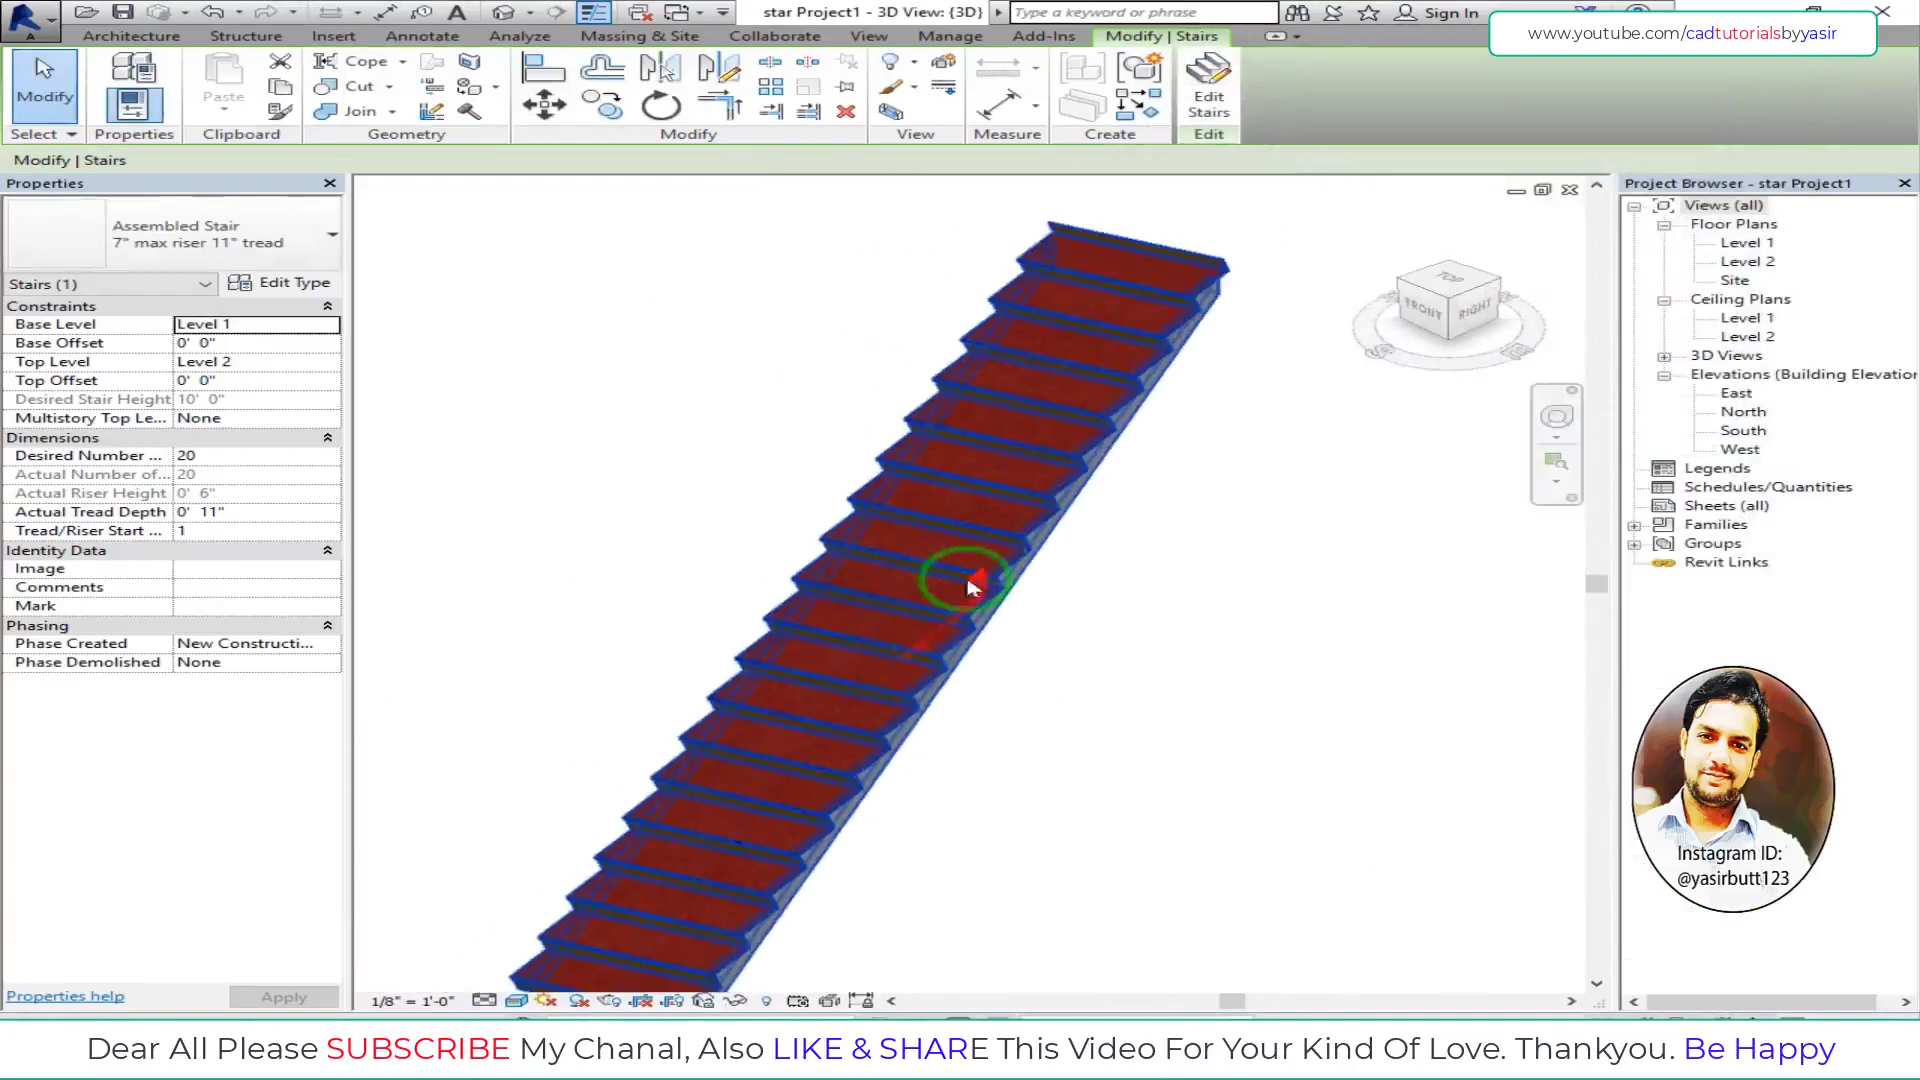 star Project1 - 3D View: {3D}
Type a keyword or phrase
Sign In
www.youtube.com/cadtutorialsbyyasir
Architecture Structure Insert Annotate Analyze Massing & Site Collaborate View Manage Add-Ins Modify | Stairs
Modify
Paste
Cope
Cut
Join
Edit Stairs
Select Properties Clipboard Geometry Modify View Measure Create Edit
Modify | Stairs
Properties
Assembled Stair
7" max riser 11" tread
Stairs (1)
Edit Type
Constraints
Base Level Level 1
Base Offset 0' 0"
Top Level Level 2
Top Offset 0' 0"
Desired Stair Height 10' 0"
Multistory Top Le... None
Dimensions
Desired Number ... 20
Actual Number of... 20
Actual Riser Height 0' 6"
Actual Tread Depth 0' 11"
Tread/Riser Start ... 1
Identity Data
Image
Comments
Mark
Phasing
Phase Created New Constructi...
Phase Demolished None
Properties help
Apply
TOP
FRONT
RIGHT
1/8" = 1'-0"
Project Browser - star Project1
Views (all)
Floor Plans
Level 1
Level 2
Site
Ceiling Plans
Level 1
Level 2
3D Views
Elevations (Building Elevation
East
North
South
West
Legends
Schedules/Quantities
Sheets (all)
Families
Groups
Revit Links
Instagram ID:
@yasirbutt123
Dear All Please SUBSCRIBE My Chanal, Also LIKE & SHARE This Video For Your Kind Of Love. Thankyou. Be Happy